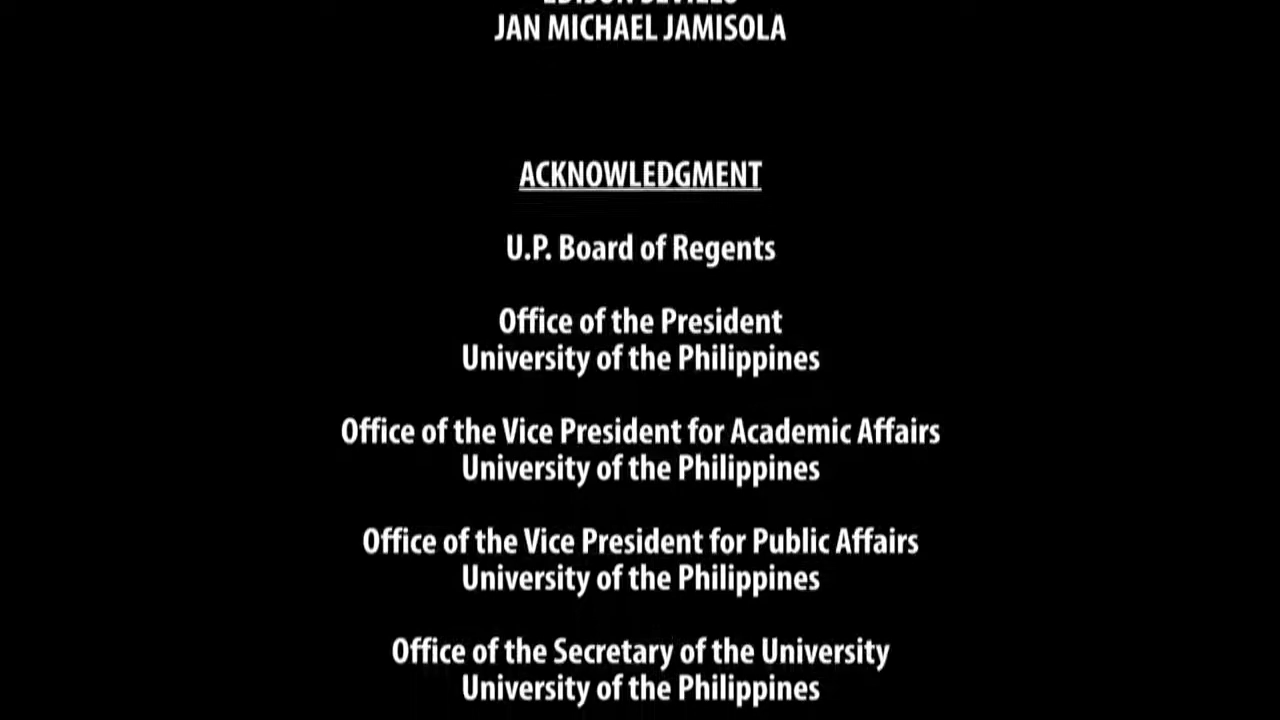 JAN MICHAEL JAMISOLA
ACKNOWLEDGMENT
U.P. Board of Regents
Office of the President
University of the Philippines
Office of the Vice President for Academic Affairs
University of the Philippines
Office of the Vice President for Public Affairs
University of the Philippines
Office of the Secretary of the University
University of the Philippines